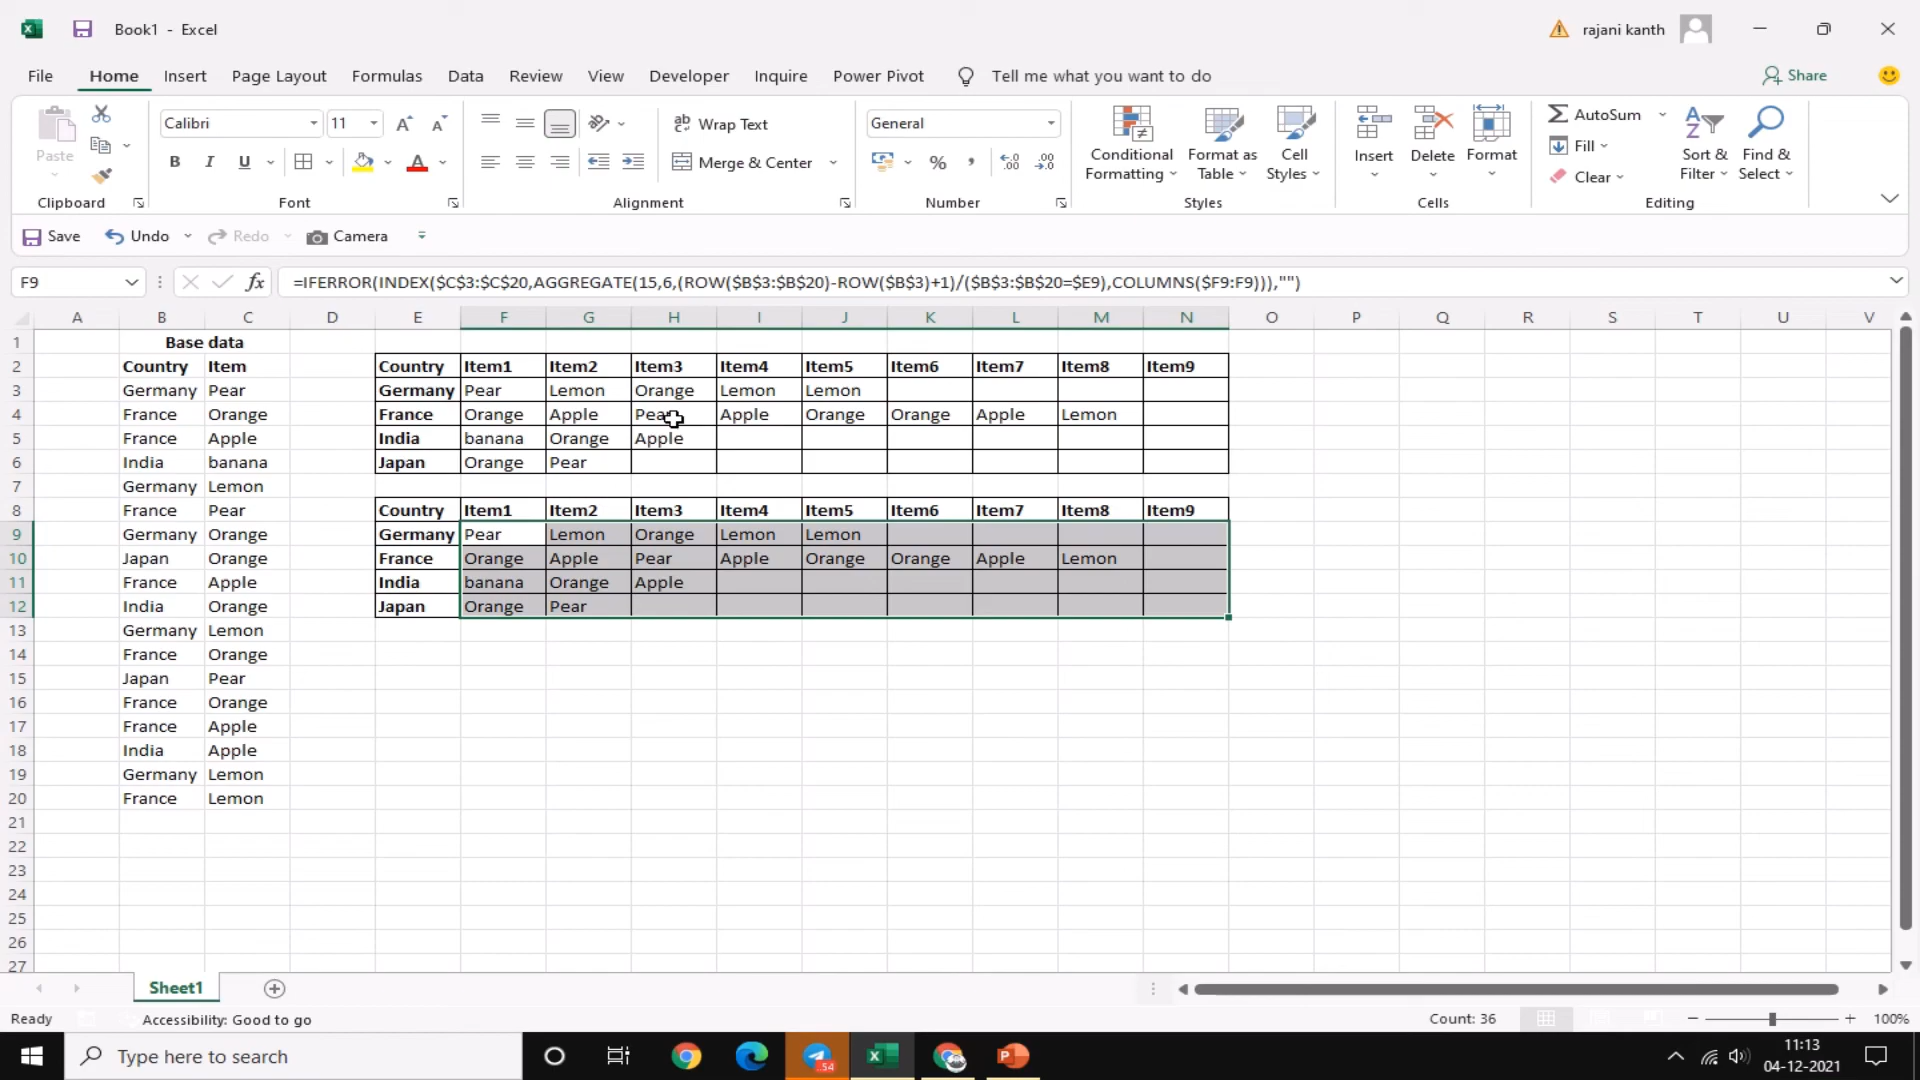 Book1 - Excel
rajani kanth
File Home Insert Page Layout Formulas Data Review View Developer Inquire Power Pivot Tell me what you want to do Share
Paste
Clipboard
Calibri 11
B I U
Font
Wrap Text
Merge & Center
Alignment
General
Number
Conditional Formatting
Format as Table
Cell Styles
Styles
Insert Delete Format
Cells
AutoSum
Fill
Clear
Sort & Filter
Find & Select
Editing
Save Undo Redo Camera
F9 fx =IFERROR(INDEX($C$3:$C$20,AGGREGATE(15,6,(ROW($B$3:$B$20)-ROW($B$3)+1)/($B$3:$B$20=$E9),COLUMNS($F9:F9))),"")
A B C D E F G H I J K L M N O P Q R S T U V
1 Base data
2 Country Item Country Item1 Item2 Item3 Item4 Item5 Item6 Item7 Item8 Item9
3 Germany Pear Germany Pear Lemon Orange Lemon Lemon
4 France Orange France Orange Apple Pear Apple Orange Orange Apple Lemon
5 France Apple India banana Orange Apple
6 India banana Japan Orange Pear
7 Germany Lemon
8 France Pear Country Item1 Item2 Item3 Item4 Item5 Item6 Item7 Item8 Item9
9 Germany Orange Germany Pear Lemon Orange Lemon Lemon
10 Japan Orange France Orange Apple Pear Apple Orange Orange Apple Lemon
11 France Apple India banana Orange Apple
12 India Orange Japan Orange Pear
13 Germany Lemon
14 France Orange
15 Japan Pear
16 France Orange
17 France Apple
18 India Apple
19 Germany Lemon
20 France Lemon
21
22
23
24
25
26
27
Sheet1
Ready Accessibility: Good to go Count: 36 100%
Type here to search
54
11:13
04-12-2021